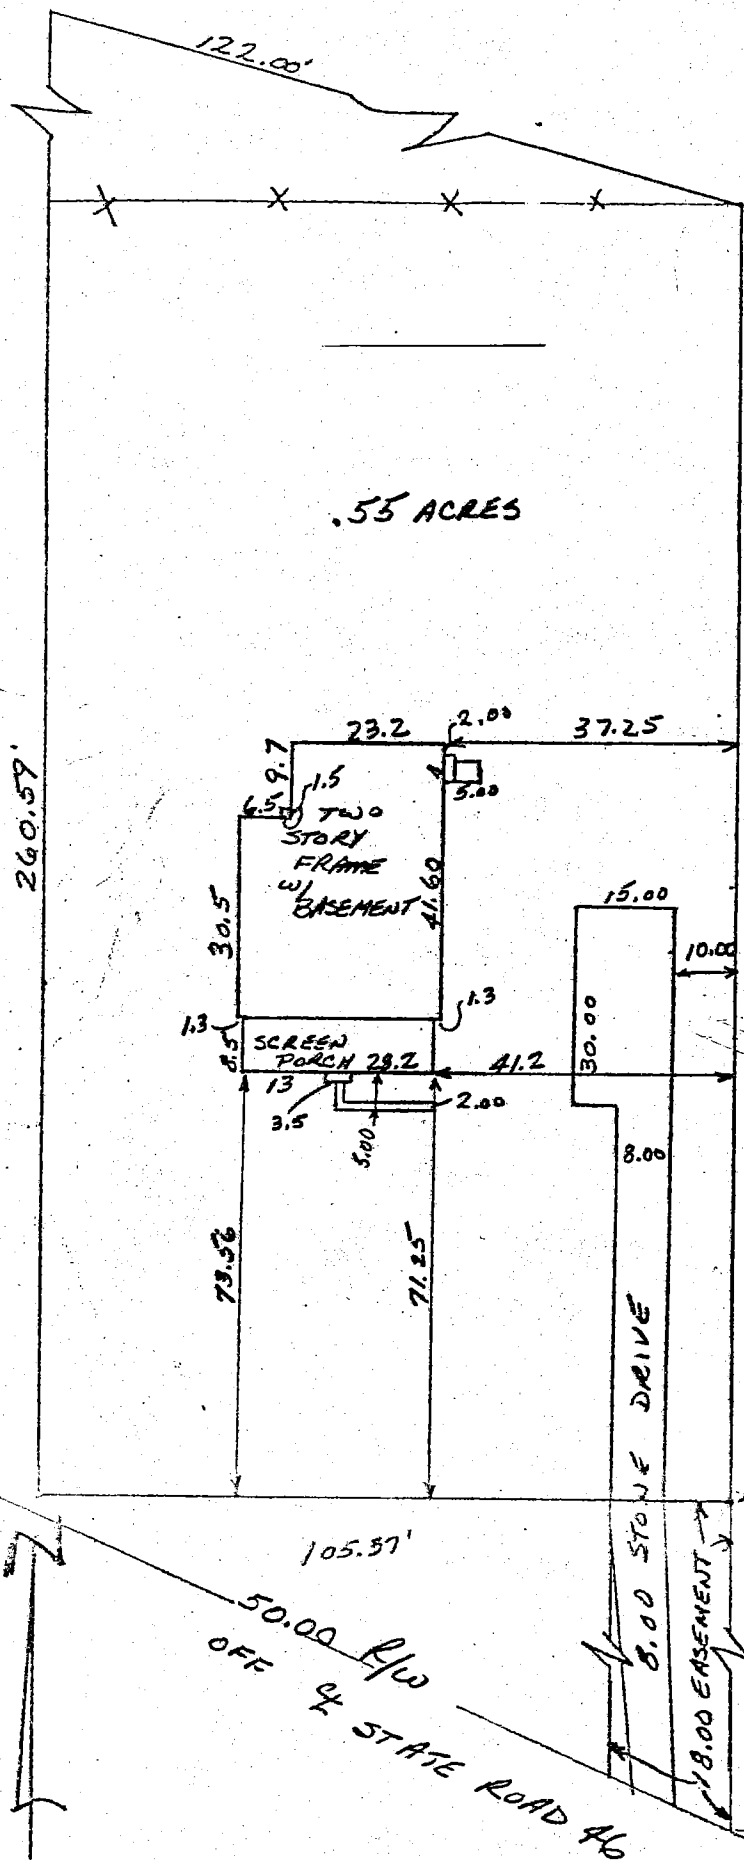 122.00'
X X X X
.55 ACRES
260.59'
23.2
2.00
37.25
9.7
4
5.00
6.5
1.5
TWO
STORY
FRAME
W/
BASEMENT
41.60
30.5
15.00
10.00
30.00
1.3
1.3
8.5
SCREEN
PORCH
28.2
41.2
13
3.5
2.00
5.00
8.00
73.56
71.25
8.00 STONE DRIVE
105.37'
18.00 EASEMENT
50.00 R/W
OFF ℄ STATE ROAD 46